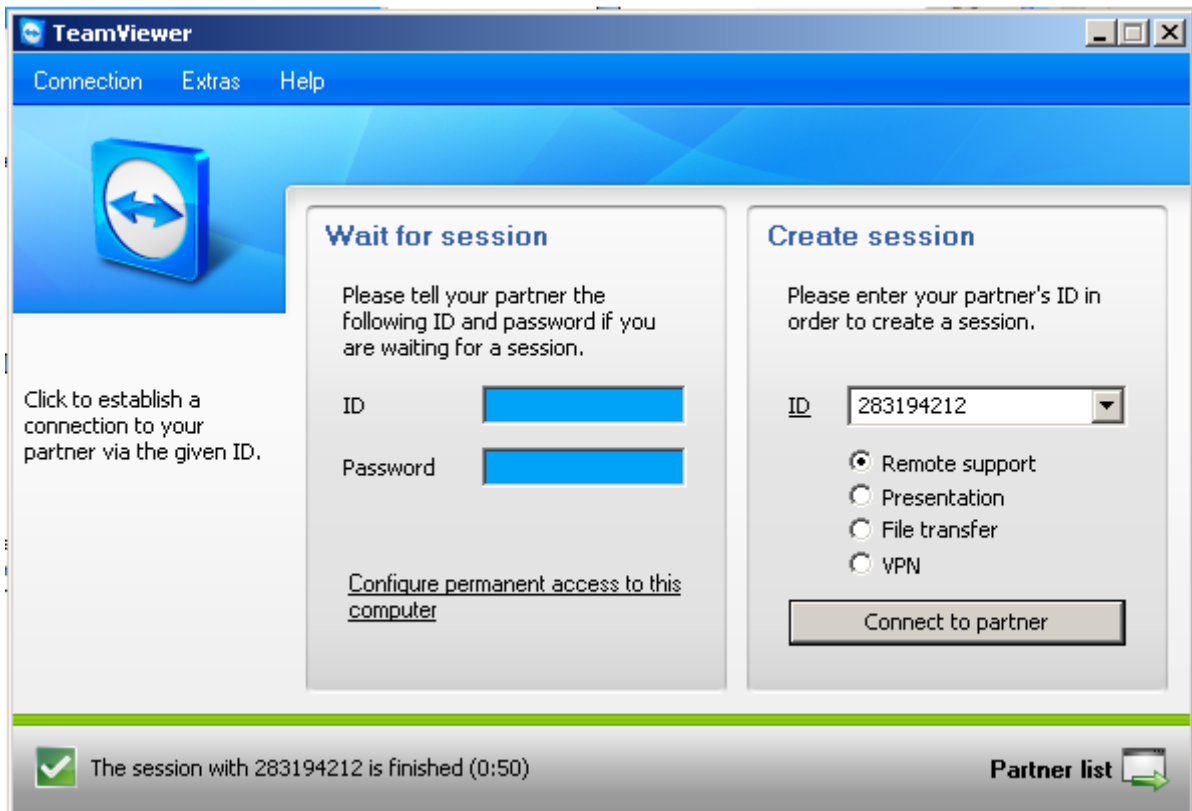 TeamViewer
Connection Extras Help
Wait for session
Please tell your partner the
following ID and password if you
are waiting for a session.
ID
Password
Configure permanent access to this
computer
Create session
Please enter your partner's ID in
order to create a session.
ID 283194212
Remote support
Presentation
File transfer
VPN
Connect to partner
Click to establish a
connection to your
partner via the given ID.
The session with 283194212 is finished (0:50)
Partner list